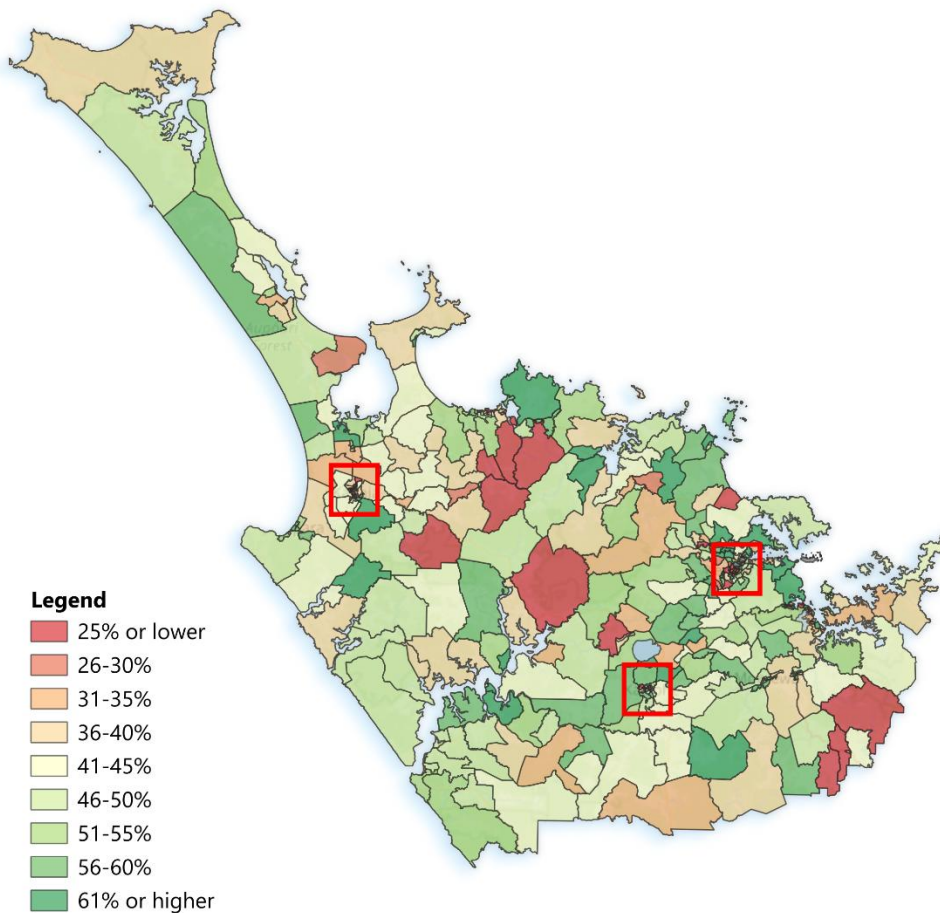 Legend
25% or lower
26-30%
31-35%
36-40%
41-45%
46-50%
51-55%
56-60%
61% or higher